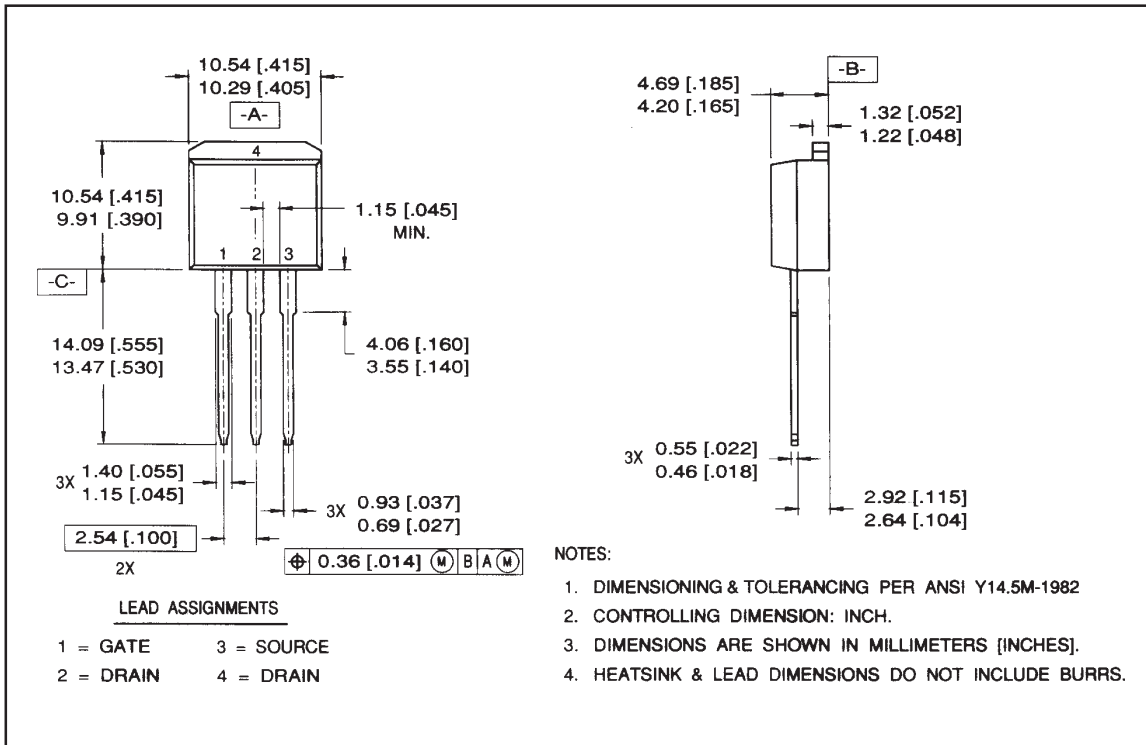 10.54 [.415]
10.29 [.405]
-A-
4
10.54 [.415]
9.91 [.390]
1.15 [.045]
MIN.
1 2 3
-C-
14.09 [.555]
13.47 [.530]
4.06 [.160]
3.55 [.140]
3X 1.40 [.055]
1.15 [.045]
3X 0.93 [.037]
0.69 [.027]
2.54 [.100]
2X
⌖ 0.36 [.014] Ⓜ B A Ⓜ
LEAD ASSIGNMENTS
1 = GATE 3 = SOURCE
2 = DRAIN 4 = DRAIN
-B-
4.69 [.185]
4.20 [.165]
1.32 [.052]
1.22 [.048]
3X 0.55 [.022]
0.46 [.018]
2.92 [.115]
2.64 [.104]
NOTES:
1. DIMENSIONING & TOLERANCING PER ANSI Y14.5M-1982
2. CONTROLLING DIMENSION: INCH.
3. DIMENSIONS ARE SHOWN IN MILLIMETERS [INCHES].
4. HEATSINK & LEAD DIMENSIONS DO NOT INCLUDE BURRS.